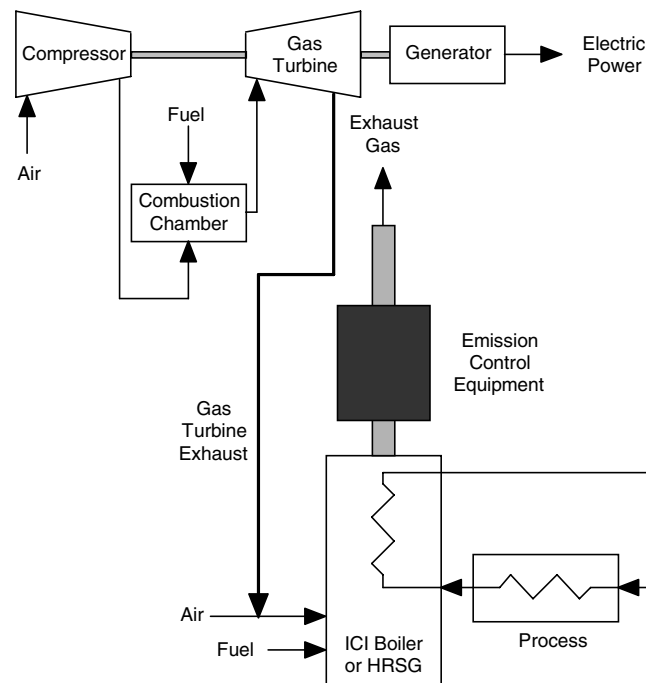 Compressor
Gas
Turbine
Generator
Electric
Power
Air
Fuel
Combustion
Chamber
Exhaust
Gas
Emission
Control
Equipment
Gas
Turbine
Exhaust
Air
Fuel
ICI Boiler
or HRSG
Process